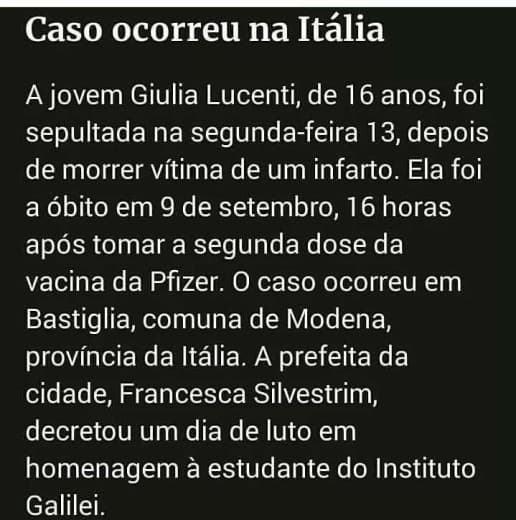 Caso ocorreu na Itália
A jovem Giulia Lucenti, de 16 anos, foi
sepultada na segunda-feira 13, depois
de morrer vítima de um infarto. Ela foi
a óbito em 9 de setembro, 16 horas
após tomar a segunda dose da
vacina da Pfizer. O caso ocorreu em
Bastiglia, comuna de Modena,
província da Itália. A prefeita da
cidade, Francesca Silvestrim,
decretou um dia de luto em
homenagem à estudante do Instituto
Galilei.